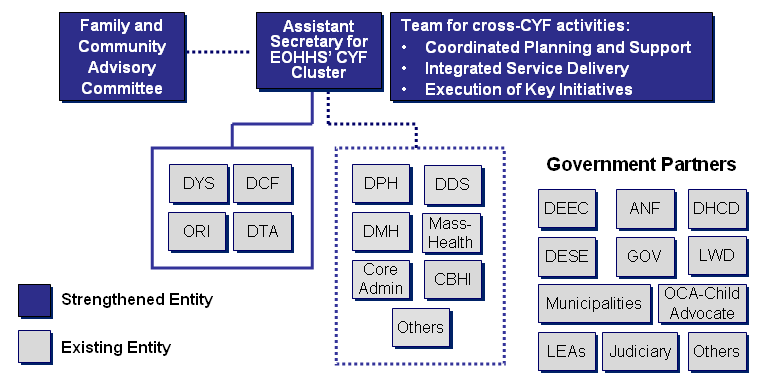 Family and
Community
Advisory
Committee
Assistant
Secretary for
EOHHS' CYF
Cluster
Team for cross-CYF activities:
• Coordinated Planning and Support
• Integrated Service Delivery
• Execution of Key Initiatives
DYS DCF
ORI DTA
DPH DDS
DMH Mass-
Health
Core
Admin CBHI
Others
Government Partners
DEEC ANF DHCD
DESE GOV LWD
Municipalities OCA-Child
Advocate
LEAs Judiciary Others
Strengthened Entity
Existing Entity